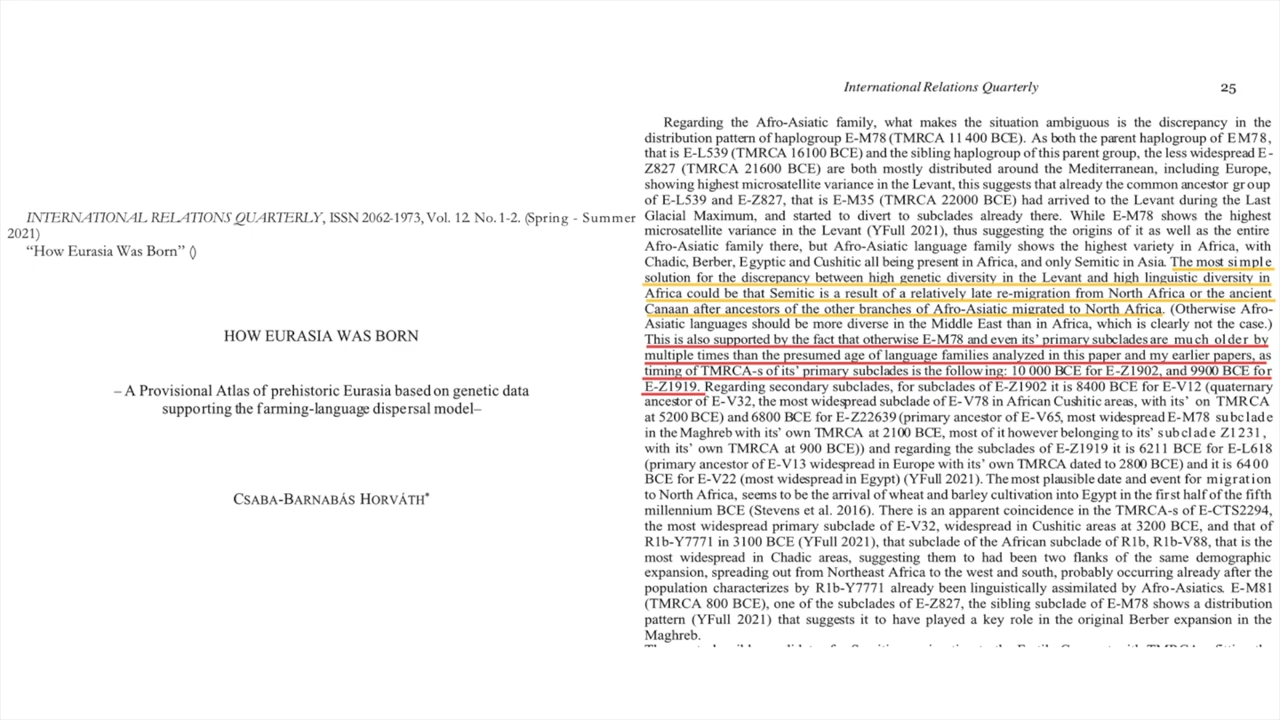 INTERNATIONAL RELATIONS QUARTERLY, ISSN 2062-1973, Vol. 12. No. 1-2. (Spring - Summer
2021)
“How Eurasia Was Born” ()
HOW EURASIA WAS BORN
– A Provisional Atlas of prehistoric Eurasia based on genetic data
supporting the farming-language dispersal model–
CSABA-BARNABÁS HORVÁTH*
International Relations Quarterly 25
Regarding the Afro-Asiatic family, what makes the situation ambiguous is the discrepancy in the
distribution pattern of haplogroup E-M78 (TMRCA 11 400 BCE). As both the parent haplogroup of EM78,
that is E-L539 (TMRCA 16100 BCE) and the sibling haplogroup of this parent group, the less widespread E-
Z827 (TMRCA 21600 BCE) are both mostly distributed around the Mediterranean, including Europe,
showing highest microsatellite variance in the Levant, this suggests that already the common ancestor group
of E-L539 and E-Z827, that is E-M35 (TMRCA 22000 BCE) had arrived to the Levant during the Last
Glacial Maximum, and started to divert to subclades already there. While E-M78 shows the highest
microsatellite variance in the Levant (YFull 2021), thus suggesting the origins of it as well as the entire
Afro-Asiatic family there, but Afro-Asiatic language family shows the highest variety in Africa, with
Chadic, Berber, Egyptic and Cushitic all being present in Africa, and only Semitic in Asia. The most simple
solution for the discrepancy between high genetic diversity in the Levant and high linguistic diversity in
Africa could be that Semitic is a result of a relatively late re-migration from North Africa or the ancient
Canaan after ancestors of the other branches of Afro-Asiatic migrated to North Africa. (Otherwise Afro-
Asiatic languages should be more diverse in the Middle East than in Africa, which is clearly not the case.)
This is also supported by the fact that otherwise E-M78 and even its’ primary subclades are much older by
multiple times than the presumed age of language families analyzed in this paper and my earlier papers, as
timing of TMRCA-s of its’ primary subclades is the following: 10 000 BCE for E-Z1902, and 9900 BCE for
E-Z1919. Regarding secondary subclades, for subclades of E-Z1902 it is 8400 BCE for E-V12 (quaternary
ancestor of E-V32, the most widespread subclade of E-V78 in African Cushitic areas, with its’ on TMRCA
at 5200 BCE) and 6800 BCE for E-Z22639 (primary ancestor of E-V65, most widespread E-M78 subclade
in the Maghreb with its’ own TMRCA at 2100 BCE, most of it however belonging to its’ subclade Z1231,
with its’ own TMRCA at 900 BCE)) and regarding the subclades of E-Z1919 it is 6211 BCE for E-L618
(primary ancestor of E-V13 widespread in Europe with its’ own TMRCA dated to 2800 BCE) and it is 6400
BCE for E-V22 (most widespread in Egypt) (YFull 2021). The most plausible date and event for migration
to North Africa, seems to be the arrival of wheat and barley cultivation into Egypt in the first half of the fifth
millennium BCE (Stevens et al. 2016). There is an apparent coincidence in the TMRCA-s of E-CTS2294,
the most widespread primary subclade of E-V32, widespread in Cushitic areas at 3200 BCE, and that of
R1b-Y7771 in 3100 BCE (YFull 2021), that subclade of the African subclade of R1b, R1b-V88, that is the
most widespread in Chadic areas, suggesting them to had been two flanks of the same demographic
expansion, spreading out from Northeast Africa to the west and south, probably occurring already after the
population characterizes by R1b-Y7771 already been linguistically assimilated by Afro-Asiatics. E-M81
(TMRCA 800 BCE), one of the subclades of E-Z827, the sibling subclade of E-M78 shows a distribution
pattern (YFull 2021) that suggests it to have played a key role in the original Berber expansion in the
Maghreb.